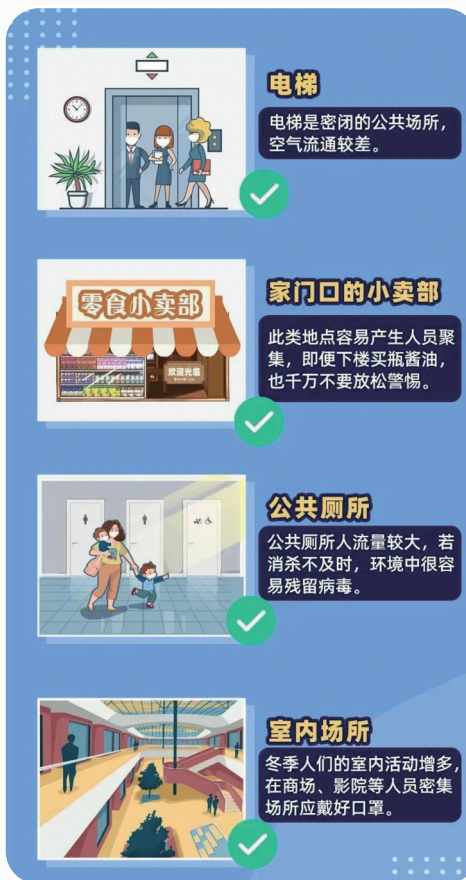 电梯
电梯是密闭的公共场所，
空气流通较差。
零食小卖部
欢迎光临
家门口的小卖部
此类地点容易产生人员聚
集，即便下楼买瓶酱油，
也千万不要放松警惕。
公共厕所
公共厕所人流量较大，若
消杀不及时，环境中很容
易残留病毒。
室内场所
冬季人们的室内活动增多，
在商场、影院等人员密集
场所应戴好口罩。